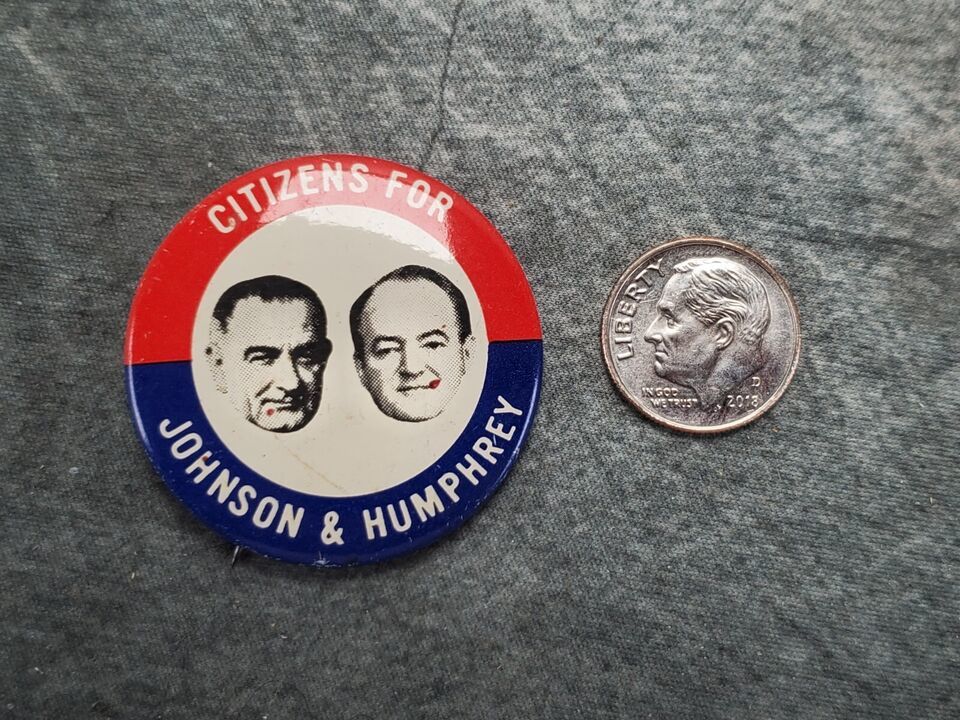 CITIZENS FOR
JOHNSON & HUMPHREY
LIBERTY
IN GOD
WE TRUST
D
2018